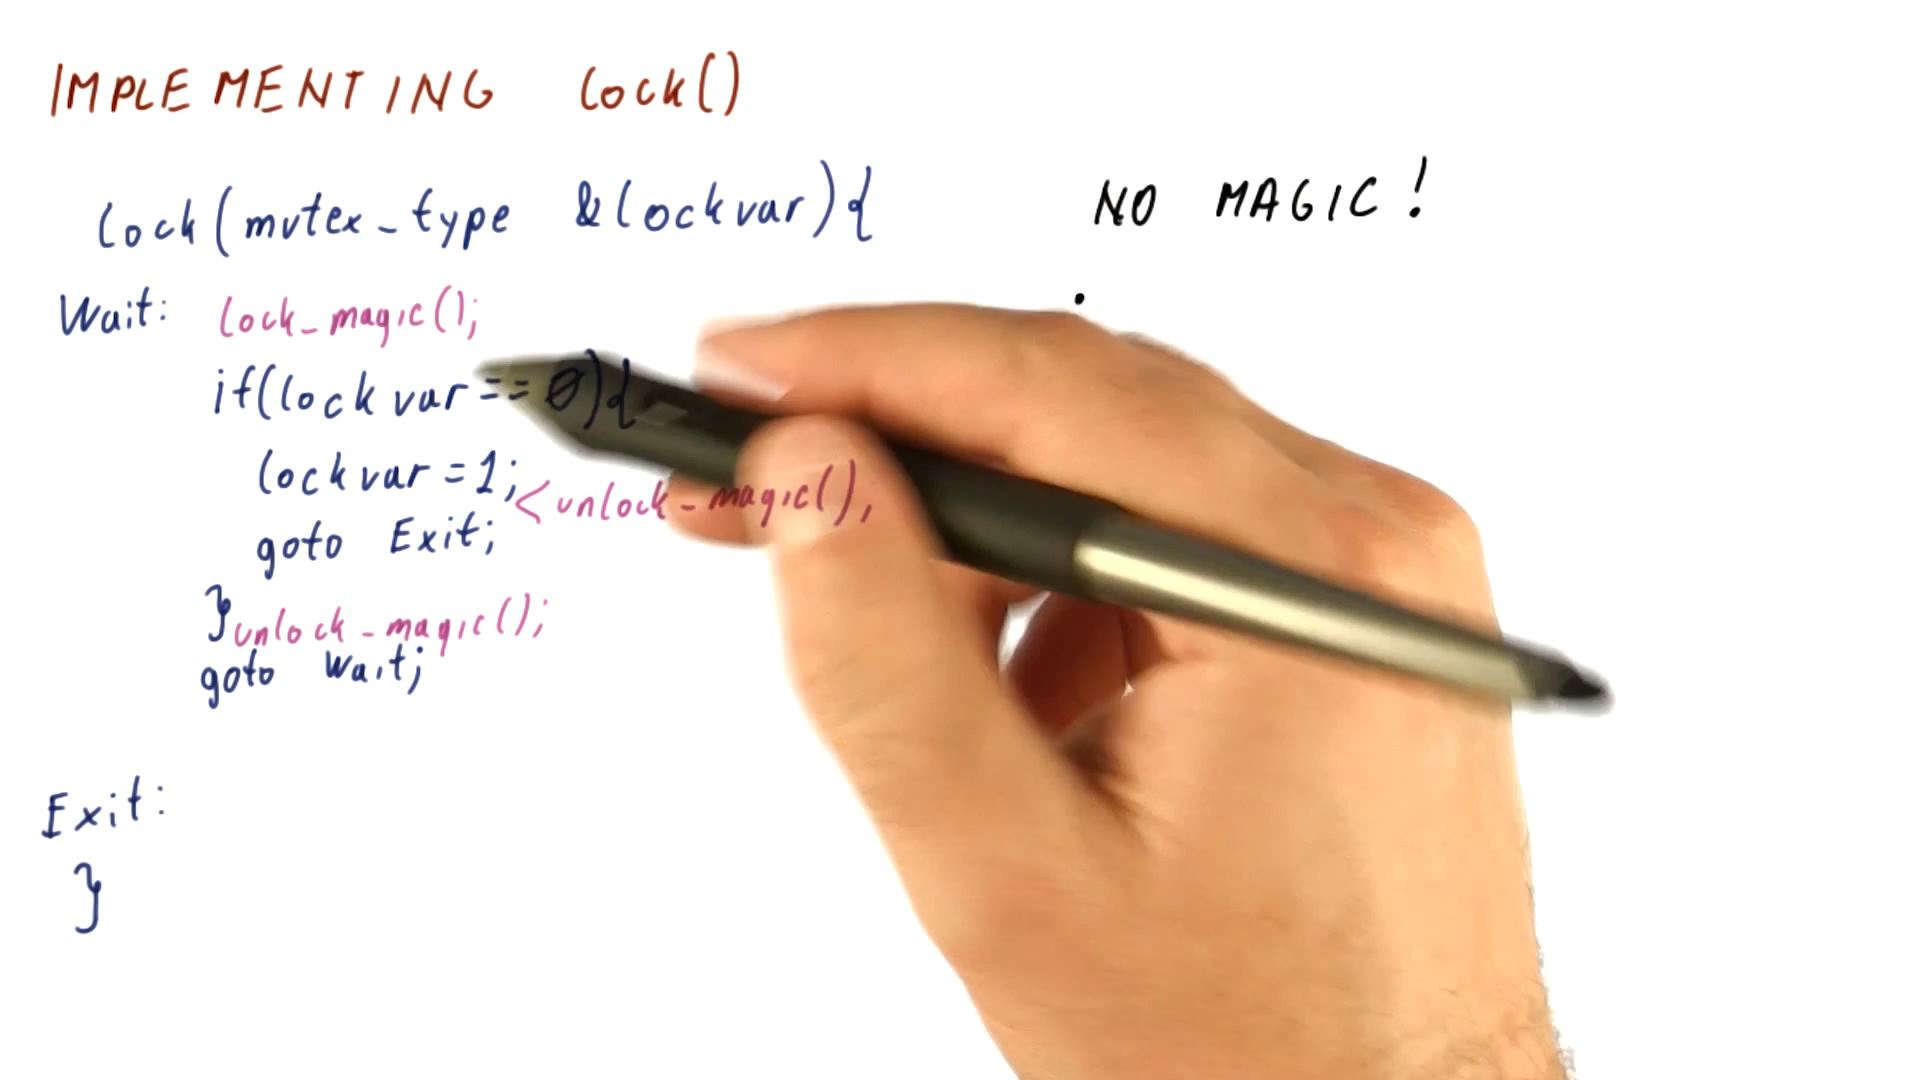 IMPLEMENTING lock()
lock(mutex_type &lockvar){
NO MAGIC!
Wait: lock_magic();
if(lockvar==0){
lockvar=1;
<unlock_magic();
goto Exit;
}unlock_magic();
goto Wait;
Exit:
}